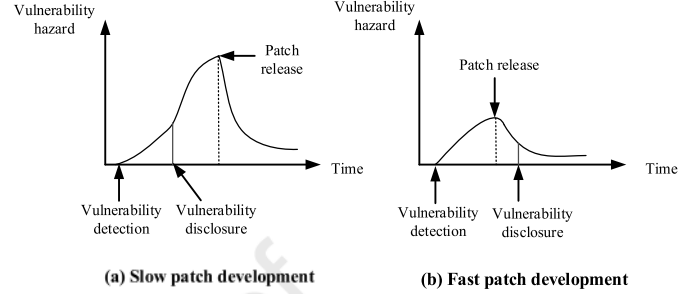 Vulnerability
hazard
Patch
release
Time
Vulnerability
detection
Vulnerability
disclosure
(a) Slow patch development
Vulnerability
hazard
Patch release
Time
Vulnerability
detection
Vulnerability
disclosure
(b) Fast patch development